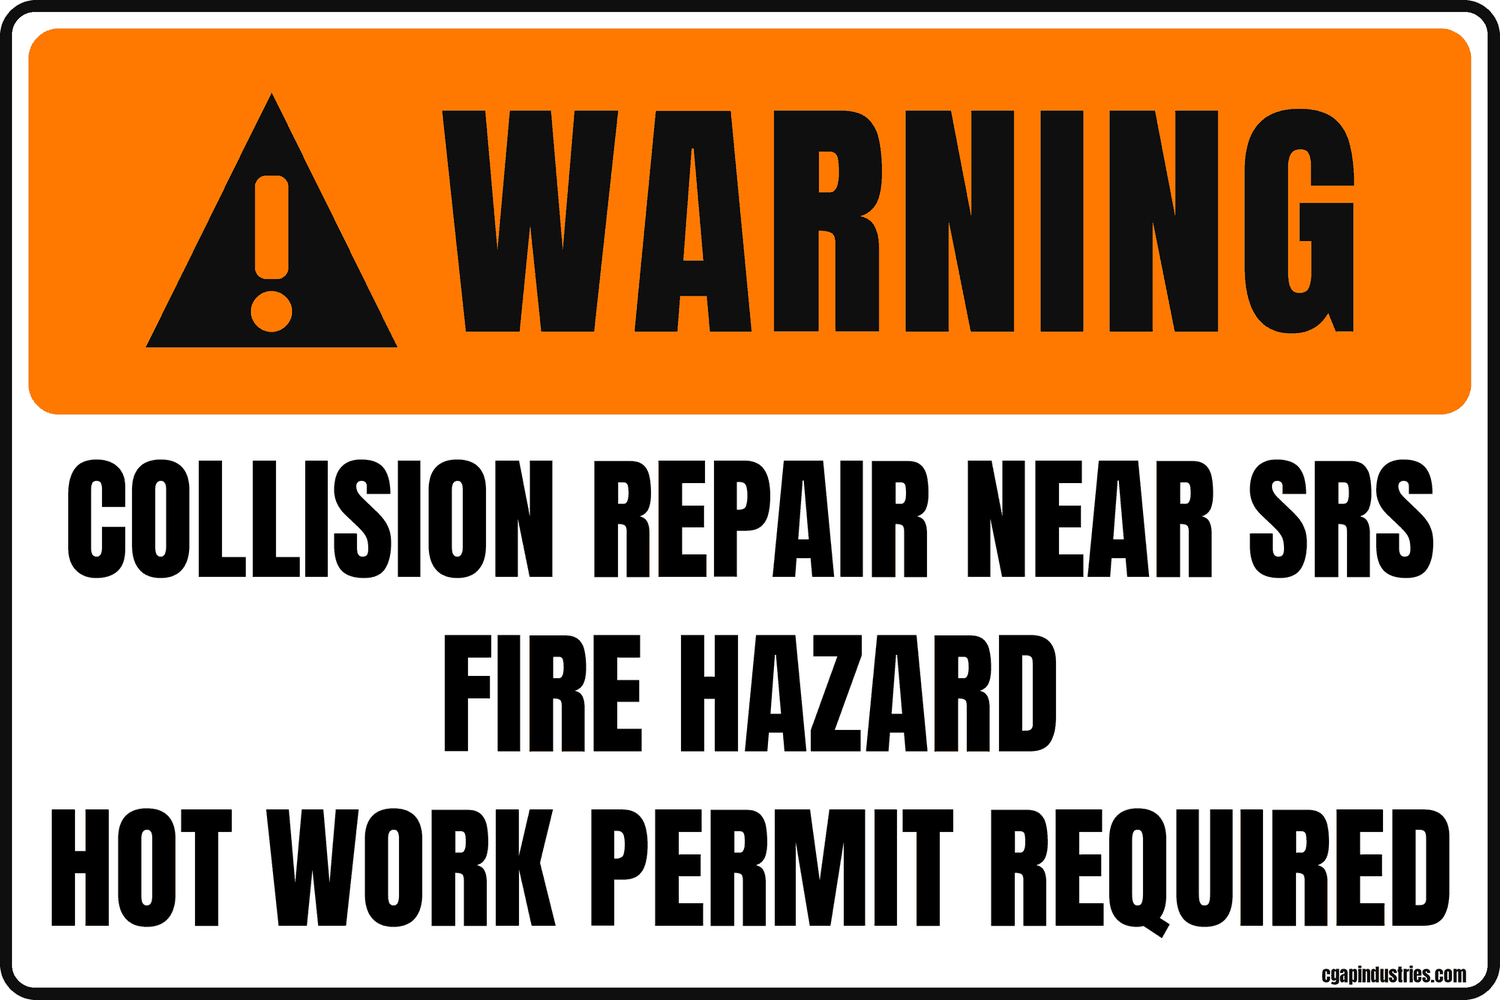 WARNING
COLLISION REPAIR NEAR SRS
FIRE HAZARD
HOT WORK PERMIT REQUIRED
cgapindustries.com